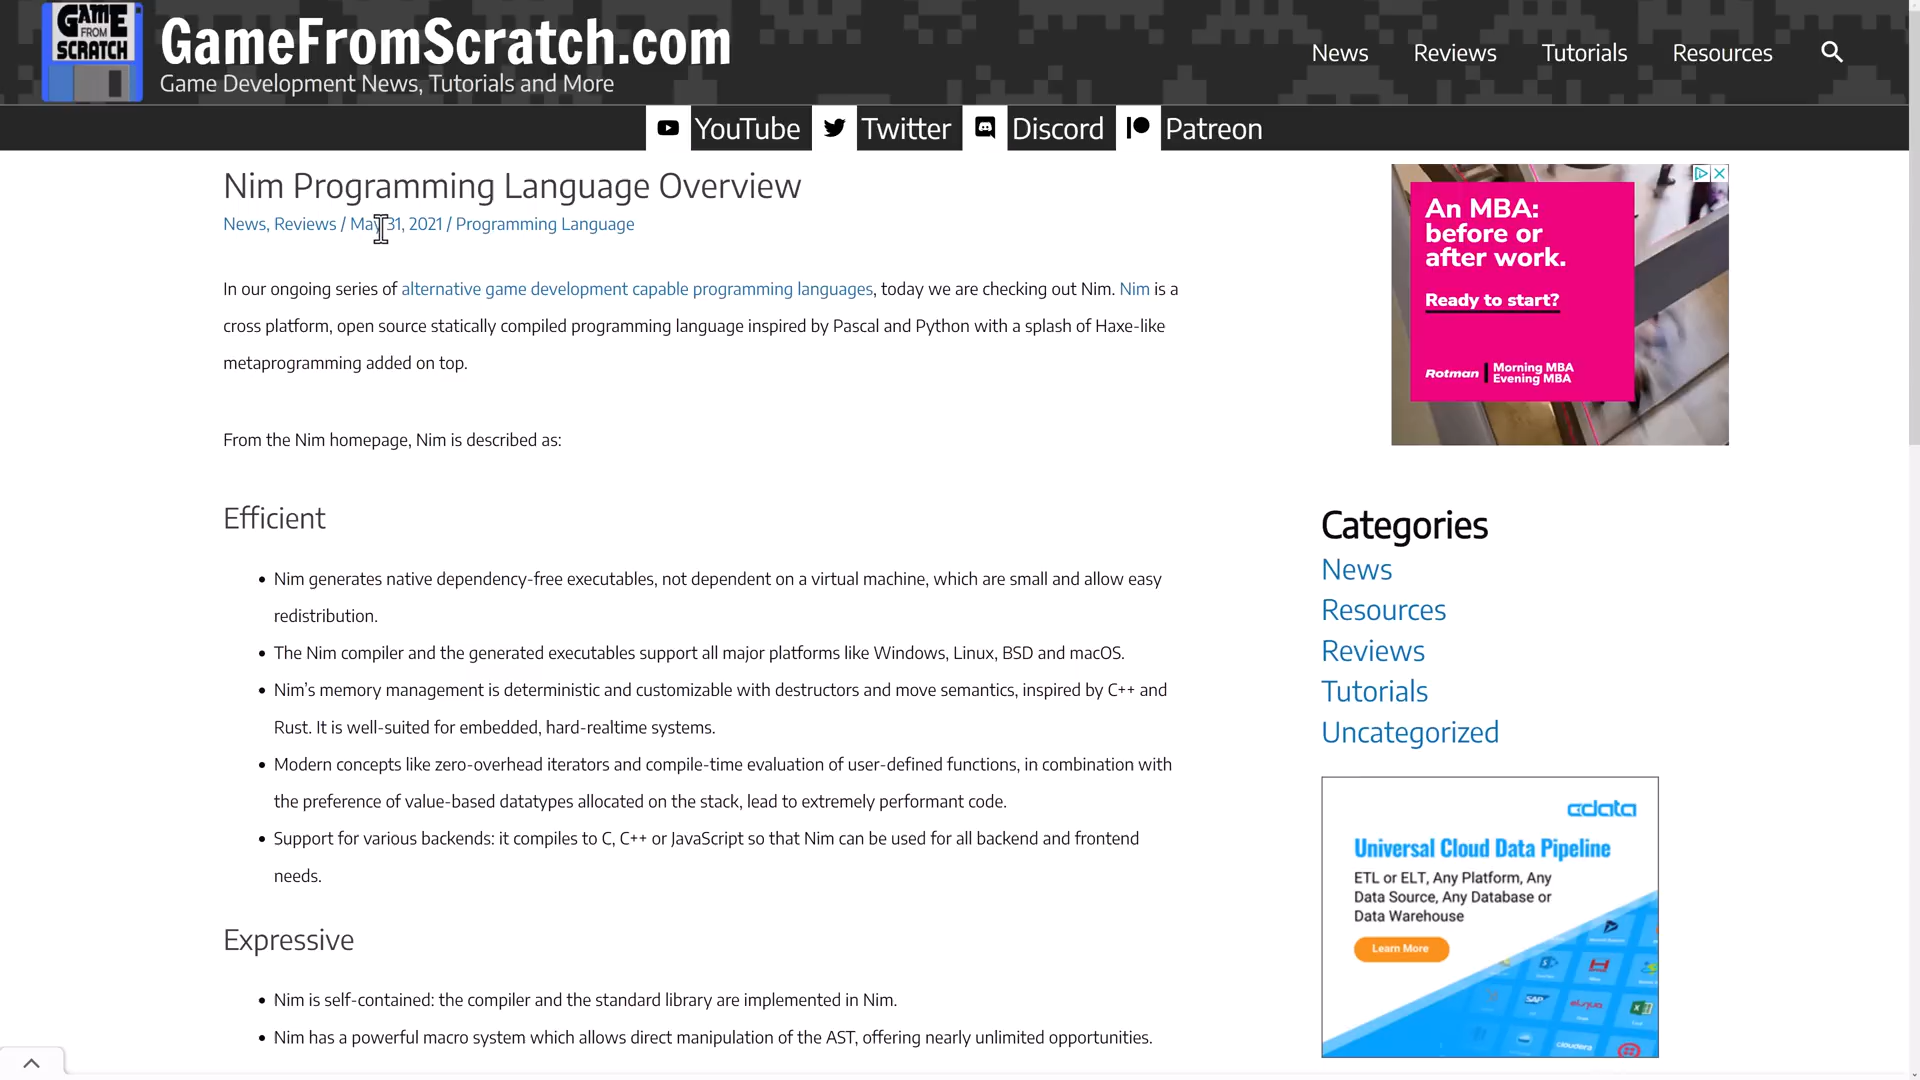 GAME
FROM
SCRATCH
GameFromScratch.com
Game Development News, Tutorials and More
News Reviews Tutorials Resources
YouTube Twitter Discord Patreon
Nim Programming Language Overview
News, Reviews / May 31, 2021 / Programming Language
In our ongoing series of alternative game development capable programming languages, today we are checking out Nim. Nim is a
cross platform, open source statically compiled programming language inspired by Pascal and Python with a splash of Haxe-like
metaprogramming added on top.
From the Nim homepage, Nim is described as:
Efficient
• Nim generates native dependency-free executables, not dependent on a virtual machine, which are small and allow easy
redistribution.
• The Nim compiler and the generated executables support all major platforms like Windows, Linux, BSD and macOS.
• Nim’s memory management is deterministic and customizable with destructors and move semantics, inspired by C++ and
Rust. It is well-suited for embedded, hard-realtime systems.
• Modern concepts like zero-overhead iterators and compile-time evaluation of user-defined functions, in combination with
the preference of value-based datatypes allocated on the stack, lead to extremely performant code.
• Support for various backends: it compiles to C, C++ or JavaScript so that Nim can be used for all backend and frontend
needs.
Expressive
• Nim is self-contained: the compiler and the standard library are implemented in Nim.
• Nim has a powerful macro system which allows direct manipulation of the AST, offering nearly unlimited opportunities.
An MBA:
before or
after work.
Ready to start?
Rotman
Morning MBA
Evening MBA
Categories
News
Resources
Reviews
Tutorials
Uncategorized
cdata
Universal Cloud Data Pipeline
ETL or ELT, Any Platform, Any
Data Source, Any Database or
Data Warehouse
Learn More
SAP
cloudera